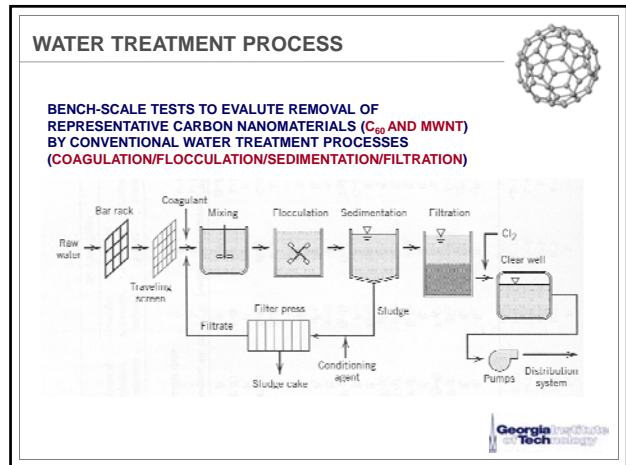 WATER TREATMENT PROCESS
BENCH-SCALE TESTS TO EVALUTE REMOVAL OF
REPRESENTATIVE CARBON NANOMATERIALS (C₆₀ AND MWNT)
BY CONVENTIONAL WATER TREATMENT PROCESSES
(COAGULATION/FLOCCULATION/SEDIMENTATION/FILTRATION)
Coagulant
Bar rack
Mixing
Flocculation
Sedimentation
Filtration
Cl₂
Raw
water
Clear well
Traveling
screen
Filter press
Sludge
Filtrate
Conditioning
agent
Sludge cake
Pumps
Distribution
system
Georgia Institute
of Technology